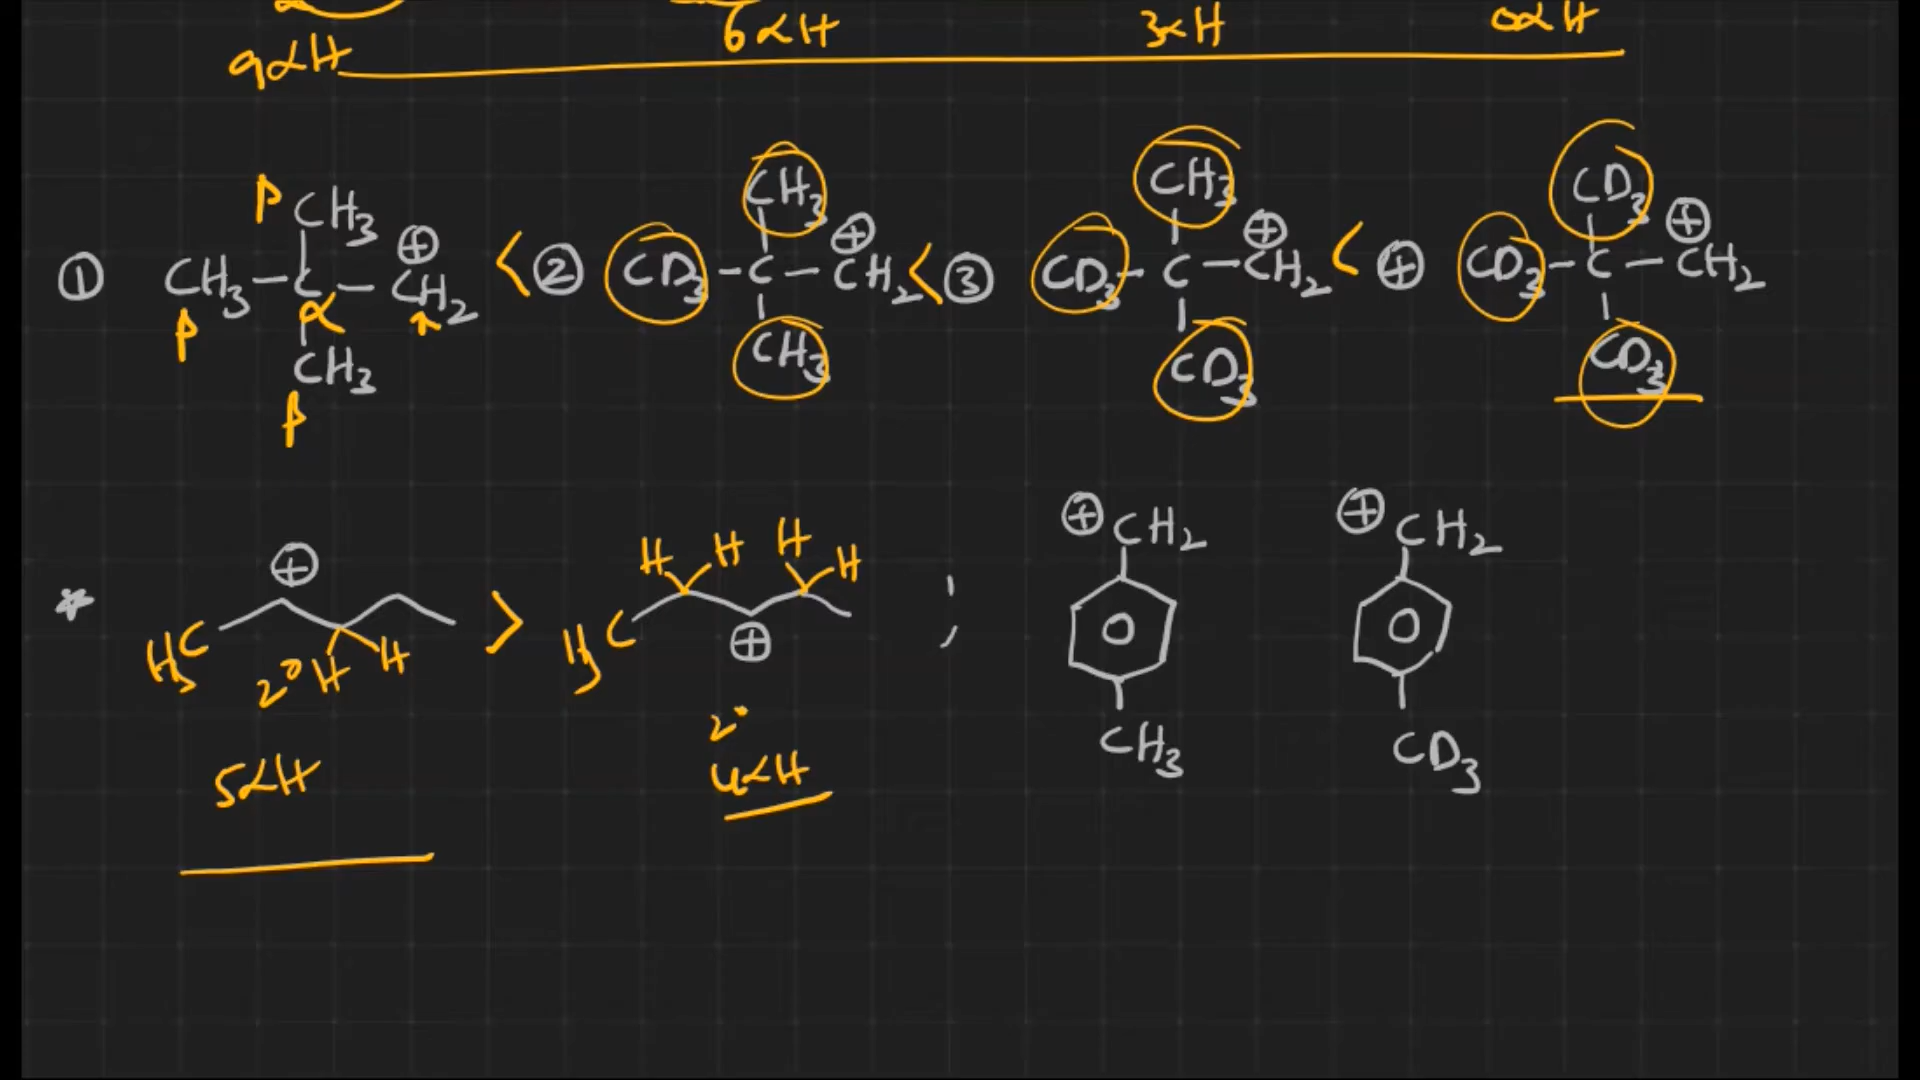 9αH 6αH 3αH 0αH
① CH3-C(CH3)(CH3)-CH2⊕ < ② CD3-C(CH3)(CH3)-CH2⊕ < ③ CD3-C(CH3)(CD3)-CH2⊕ < ④ CD3-C(CD3)(CD3)-CH2⊕
β β α β
* H3C ⊕ H H 2° > H3C H H H H ⊕ 2° ; ⊕CH2 CH3 ⊕CH2 CD3
5αH 4αH